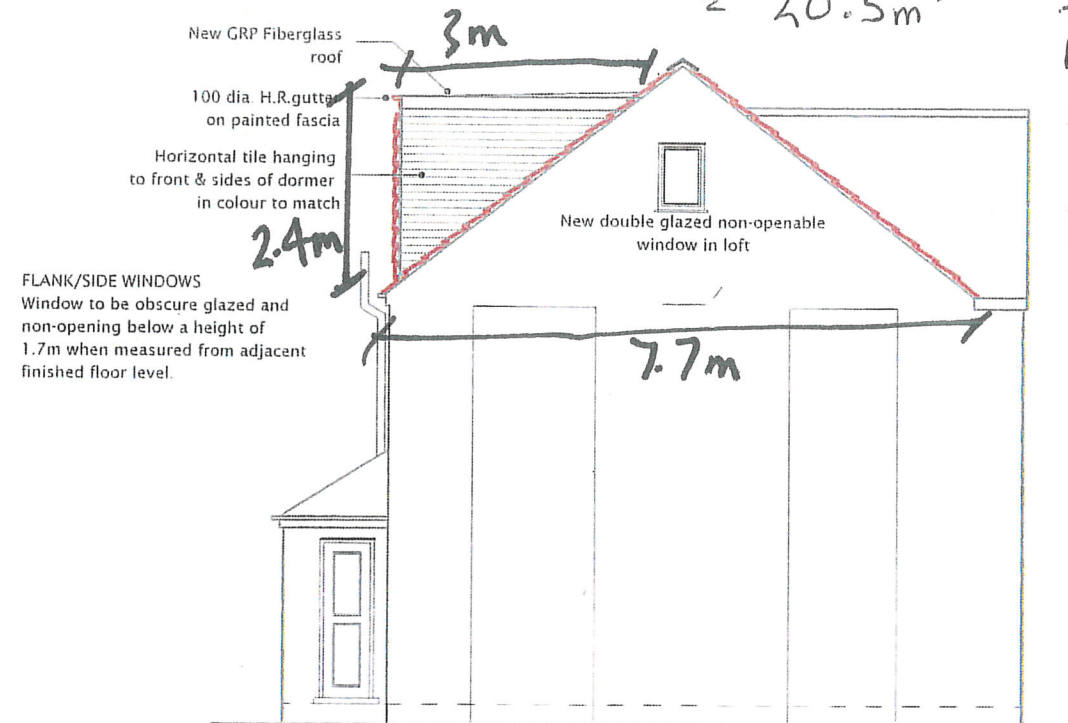 20.5m
New GRP Fiberglass
roof
3m
100 dia. H.R.gutter
on painted fascia
Horizontal tile hanging
to front & sides of dormer
in colour to match
2.4m
New double glazed non-openable
window in loft
FLANK/SIDE WINDOWS
Window to be obscure glazed and
non-opening below a height of
1.7m when measured from adjacent
finished floor level.
7.7m